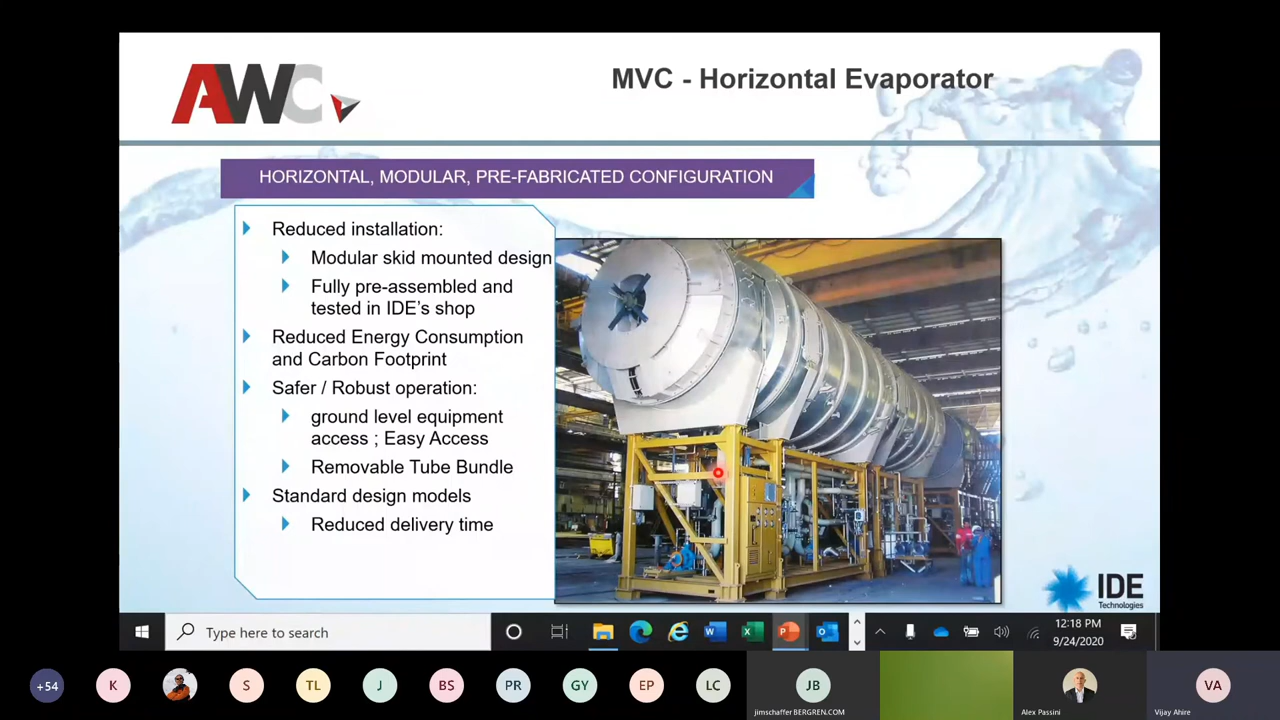 AWC
MVC - Horizontal Evaporator
HORIZONTAL, MODULAR, PRE-FABRICATED CONFIGURATION
Reduced installation:
Modular skid mounted design
Fully pre-assembled and
tested in IDE's shop
Reduced Energy Consumption
and Carbon Footprint
Safer / Robust operation:
ground level equipment
access ; Easy Access
Removable Tube Bundle
Standard design models
Reduced delivery time
IDE
Technologies
Type here to search
12:18 PM
9/24/2020
+54
K
S
TL
J
BS
PR
GY
EP
LC
JB
jimschaffer BERGREN.COM
Alex Passini
VA
Vijay Ahire